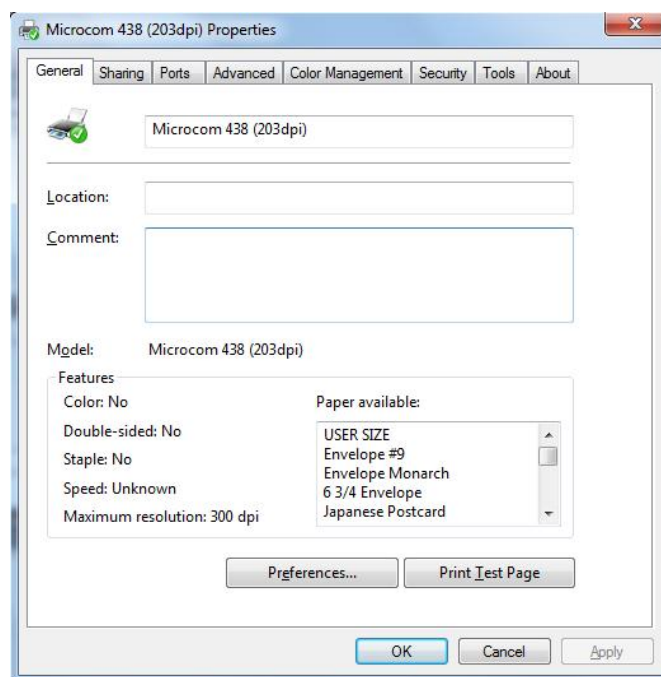 Microcom 438 (203dpi) Properties
General Sharing Ports Advanced Color Management Security Tools About
Microcom 438 (203dpi)
Location:
Comment:
Model: Microcom 438 (203dpi)
Features
Color: No
Double-sided: No
Staple: No
Speed: Unknown
Maximum resolution: 300 dpi
Paper available:
USER SIZE
Envelope #9
Envelope Monarch
6 3/4 Envelope
Japanese Postcard
Preferences... Print Test Page
OK Cancel Apply